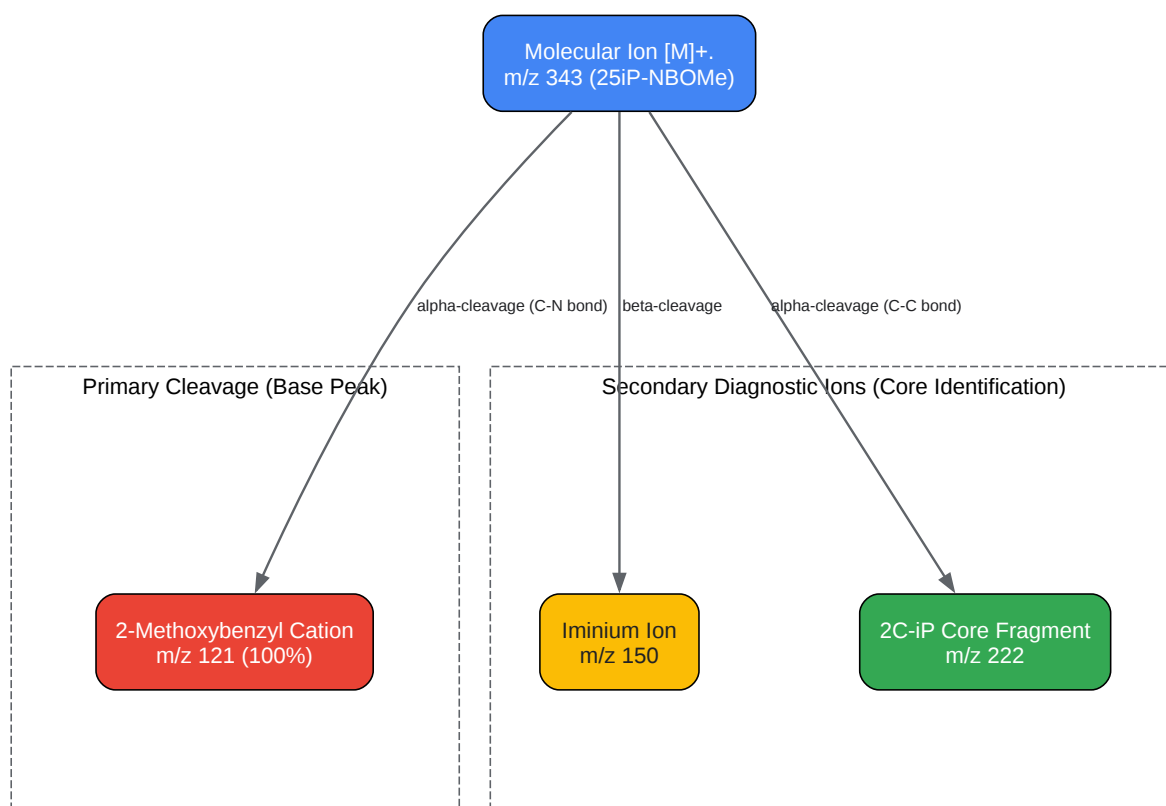 Molecular Ion [M]+.
m/z 343 (25iP-NBOMe)
alpha-cleavage (C-N bond)
beta-cleavage
alpha-cleavage (C-C bond)
Primary Cleavage (Base Peak)
Secondary Diagnostic Ions (Core Identification)
2-Methoxybenzyl Cation
m/z 121 (100%)
Iminium Ion
m/z 150
2C-iP Core Fragment
m/z 222